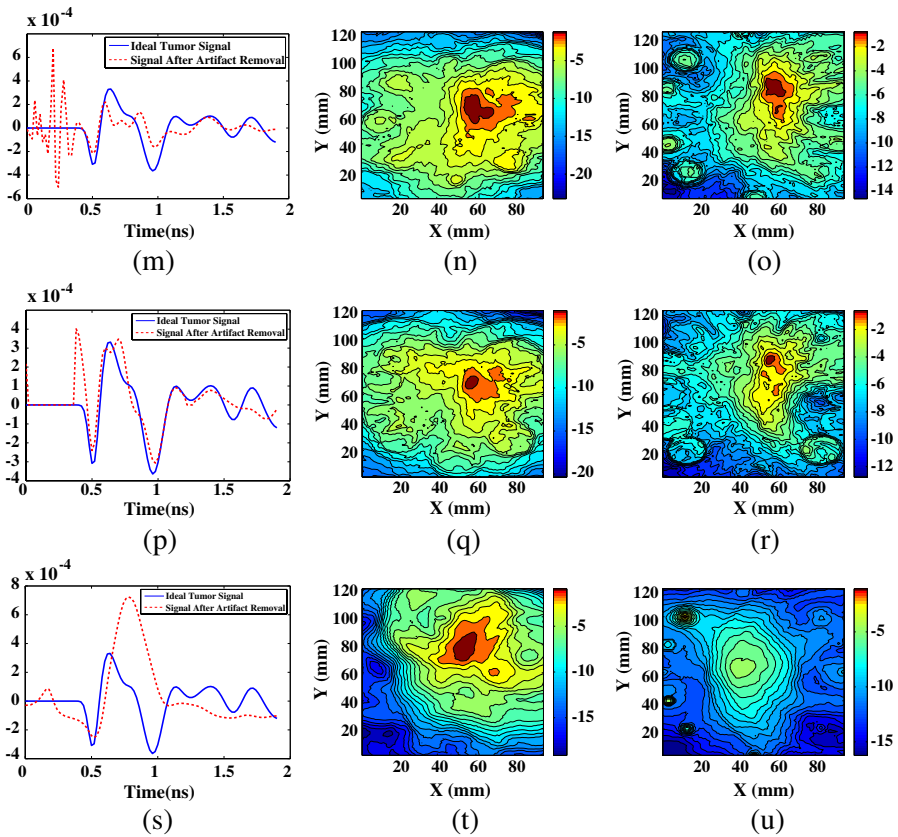 x 10-4
Ideal Tumor Signal
Signal After Artifact Removal
6
4
2
0
-2
-4
-6
0 0.5 1 1.5 2
Time(ns)
(m)
120
100
80
60
40
20
Y (mm)
20 40 60 80
X (mm)
-5
-10
-15
-20
(n)
120
100
80
60
40
20
Y (mm)
20 40 60 80
X (mm)
-2
-4
-6
-8
-10
-12
-14
(o)
x 10-4
Ideal Tumor Signal
Signal After Artifact Removal
5
4
3
2
1
0
-1
-2
-3
-4
0 0.5 1 1.5 2
Time(ns)
(p)
120
100
80
60
40
20
Y (mm)
20 40 60 80
X (mm)
-5
-10
-15
-20
(q)
120
100
80
60
40
20
Y (mm)
20 40 60 80
X (mm)
-2
-4
-6
-8
-10
-12
(r)
x 10-4
Ideal Tumor Signal
Signal After Artifact Removal
8
6
4
2
0
-2
-4
0 0.5 1 1.5 2
Time(ns)
(s)
120
100
80
60
40
20
Y (mm)
20 40 60 80
X (mm)
-5
-10
-15
(t)
120
100
80
60
40
20
Y (mm)
20 40 60 80
X (mm)
-5
-10
-15
(u)